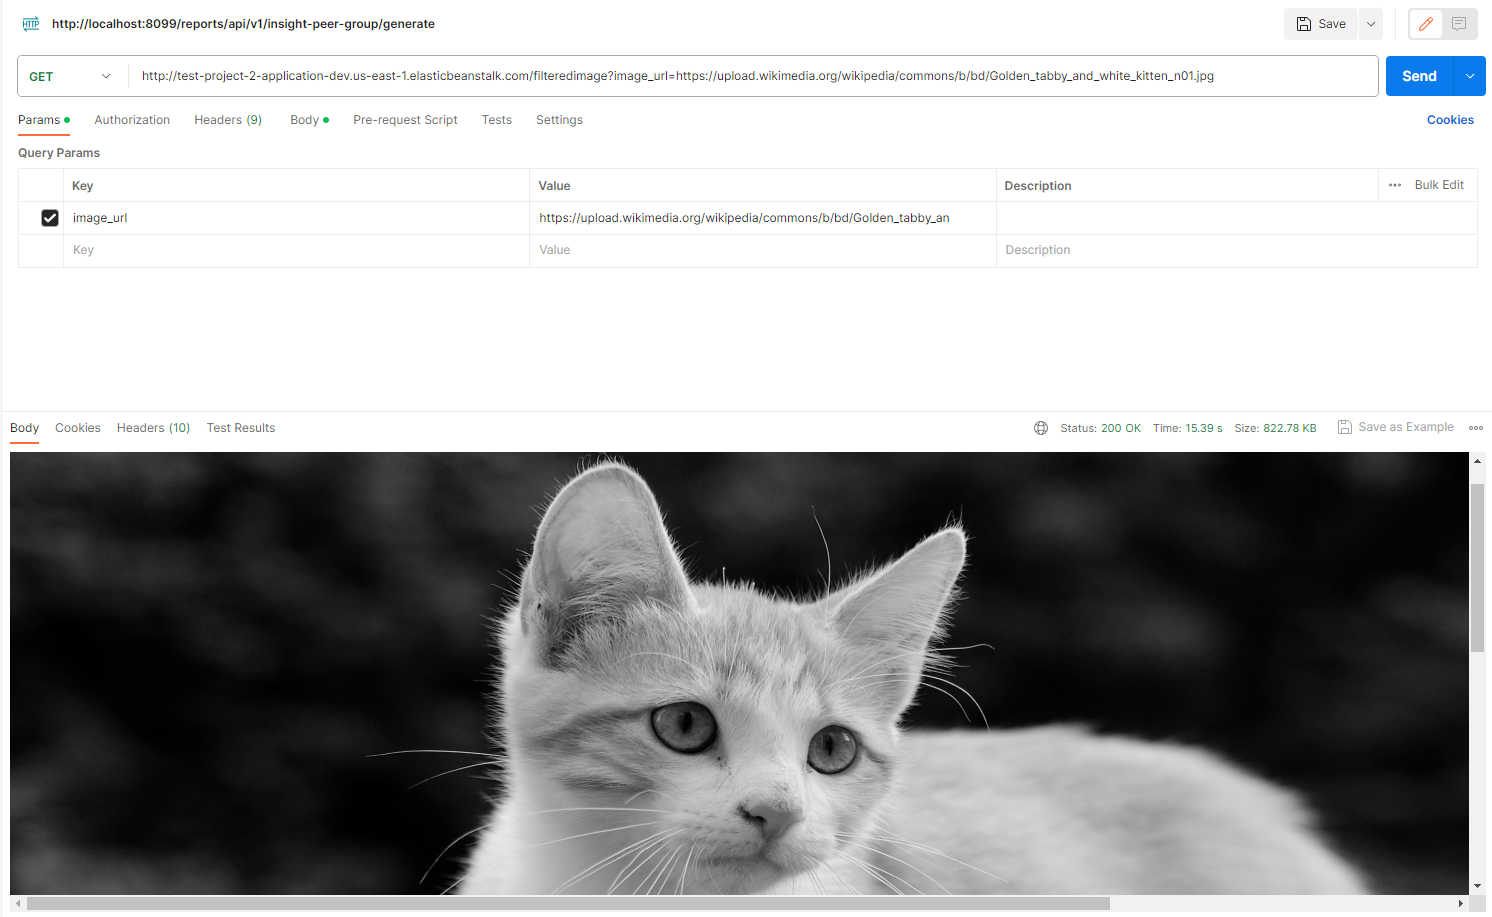 HTTP http://localhost:8099/reports/api/v1/insight-peer-group/generate Save
GET http://test-project-2-application-dev.us-east-1.elasticbeanstalk.com/filteredimage?image_url=https://upload.wikimedia.org/wikipedia/commons/b/bd/Golden_tabby_and_white_kitten_n01.jpg Send
Params Authorization Headers (9) Body Pre-request Script Tests Settings Cookies
Query Params
Key Value Description ••• Bulk Edit
image_url https://upload.wikimedia.org/wikipedia/commons/b/bd/Golden_tabby_an
Key Value Description
Body Cookies Headers (10) Test Results Status: 200 OK Time: 15.39 s Size: 822.78 KB Save as Example